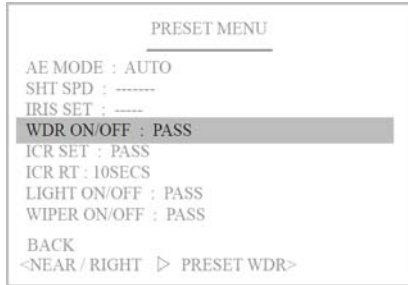 PRESET MENU
AE MODE : AUTO
SHT SPD : -------
IRIS SET : -----
WDR ON/OFF : PASS
ICR SET : PASS
ICR RT : 10SECS
LIGHT ON/OFF : PASS
WIPER ON/OFF : PASS
BACK
<NEAR / RIGHT ▷ PRESET WDR>